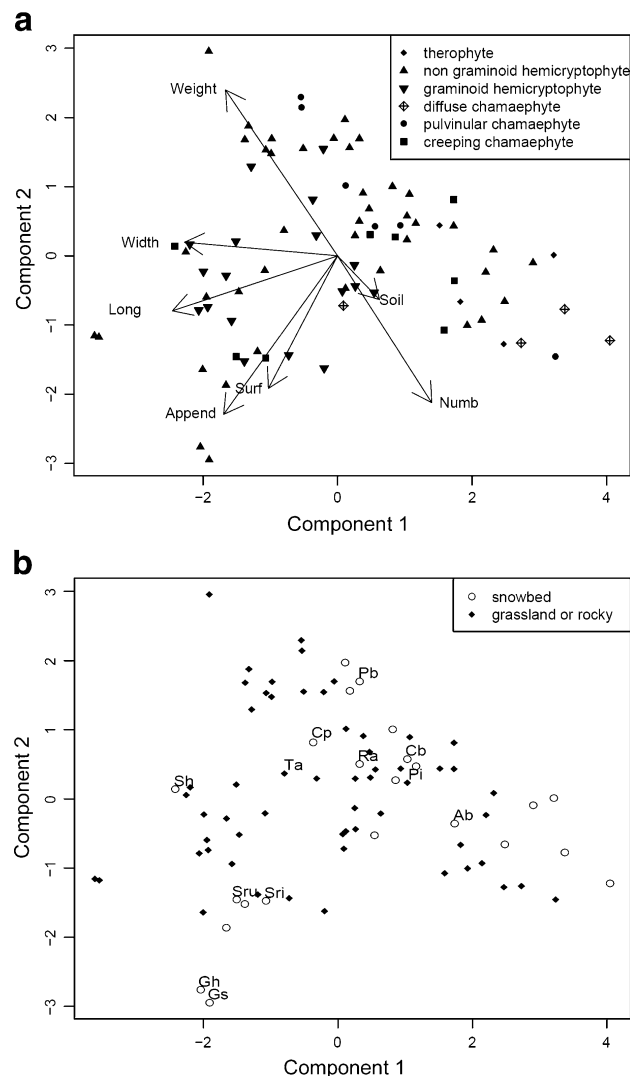 a
therophyte
non graminoid hemicryptophyte
graminoid hemicryptophyte
diffuse chamaephyte
pulvinular chamaephyte
creeping chamaephyte
3
2
1
0
-1
-2
-3
Component 2
Weight
Width
Long
Soil
Surf
Append
Numb
-2 0 2 4
Component 1
b
snowbed
grassland or rocky
3
2
1
0
-1
-2
-3
Component 2
Pb
Cp
Cb
Ra
Ta
Pi
Sh
Ab
Sru Sri
Gh
Gs
-2 0 2 4
Component 1